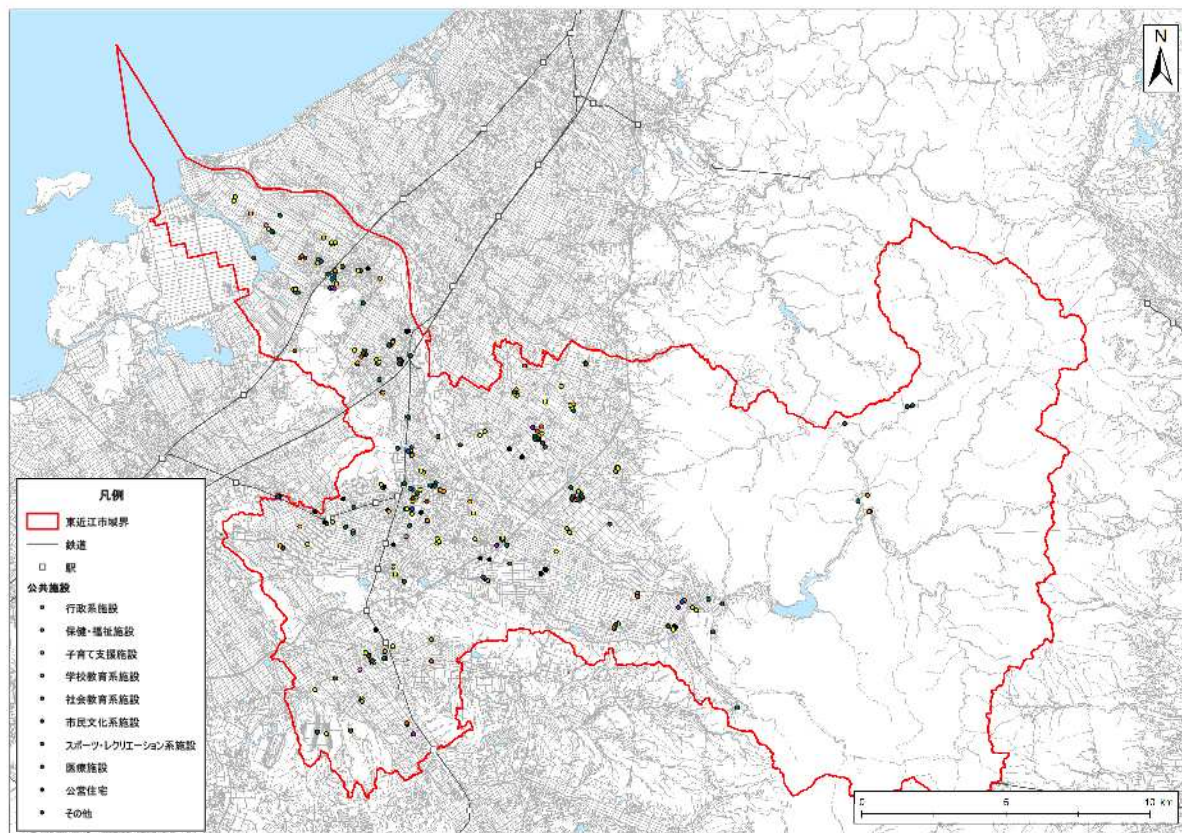 N
凡例
東近江市域界
鉄道
駅
公共施設
行政系施設
保健・福祉施設
子育て支援施設
学校教育系施設
社会教育系施設
市民文化系施設
スポーツ・レクリエーション系施設
医療施設
公営住宅
その他
0 5 10 km